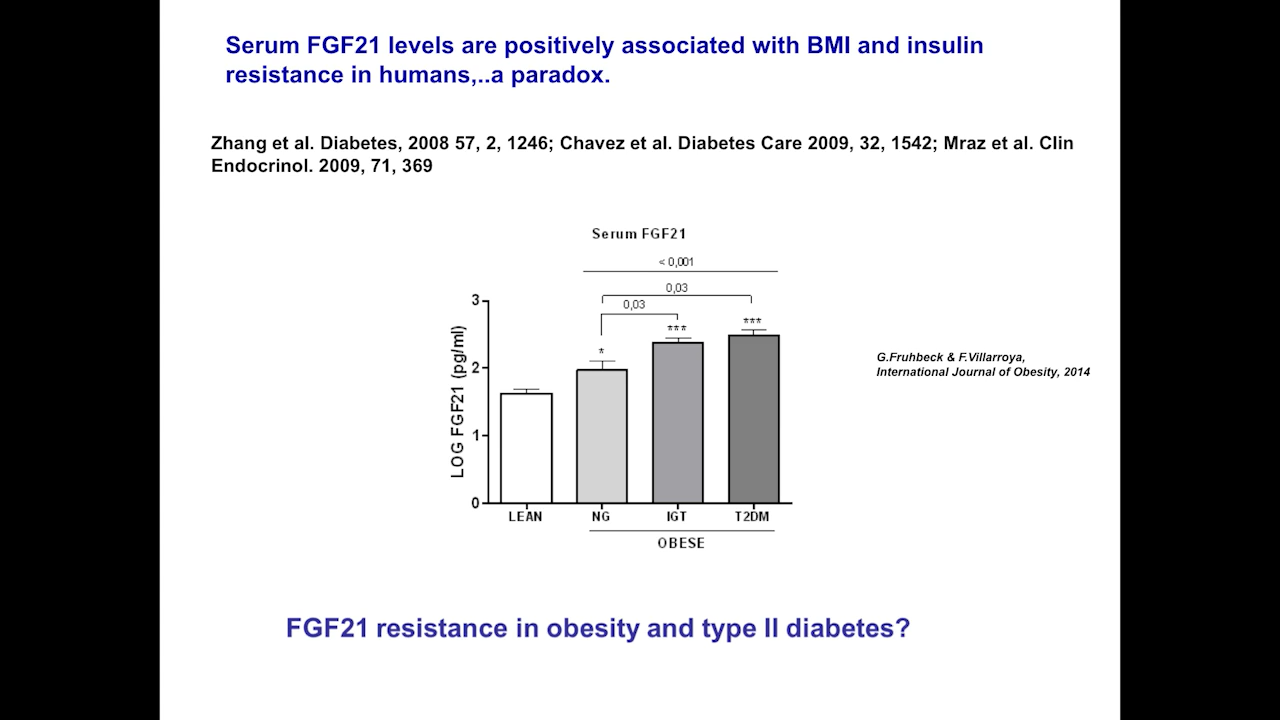 Serum FGF21 levels are positively associated with BMI and insulin
resistance in humans,..a paradox.
Zhang et al. Diabetes, 2008 57, 2, 1246; Chavez et al. Diabetes Care 2009, 32, 1542; Mraz et al. Clin
Endocrinol. 2009, 71, 369
Serum FGF21
< 0,001
0,03
0,03
*
***
***
LOG FGF21 (pg/ml)
3
2
1
0
LEAN NG IGT T2DM
OBESE
G.Fruhbeck & F.Villarroya,
International Journal of Obesity, 2014
FGF21 resistance in obesity and type II diabetes?